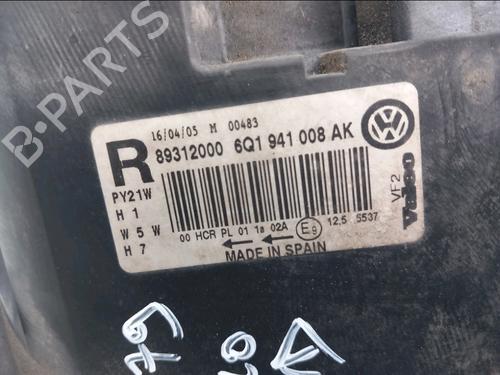 B-PARTS
16/04/05 M 00483
R 89312000 6Q1 941 008 AK
PY21W
H 1
W 5 W
H 7
00 HCR PL 01 1a 02A E9 12.5 5537
MADE IN SPAIN
VF2
Valeo